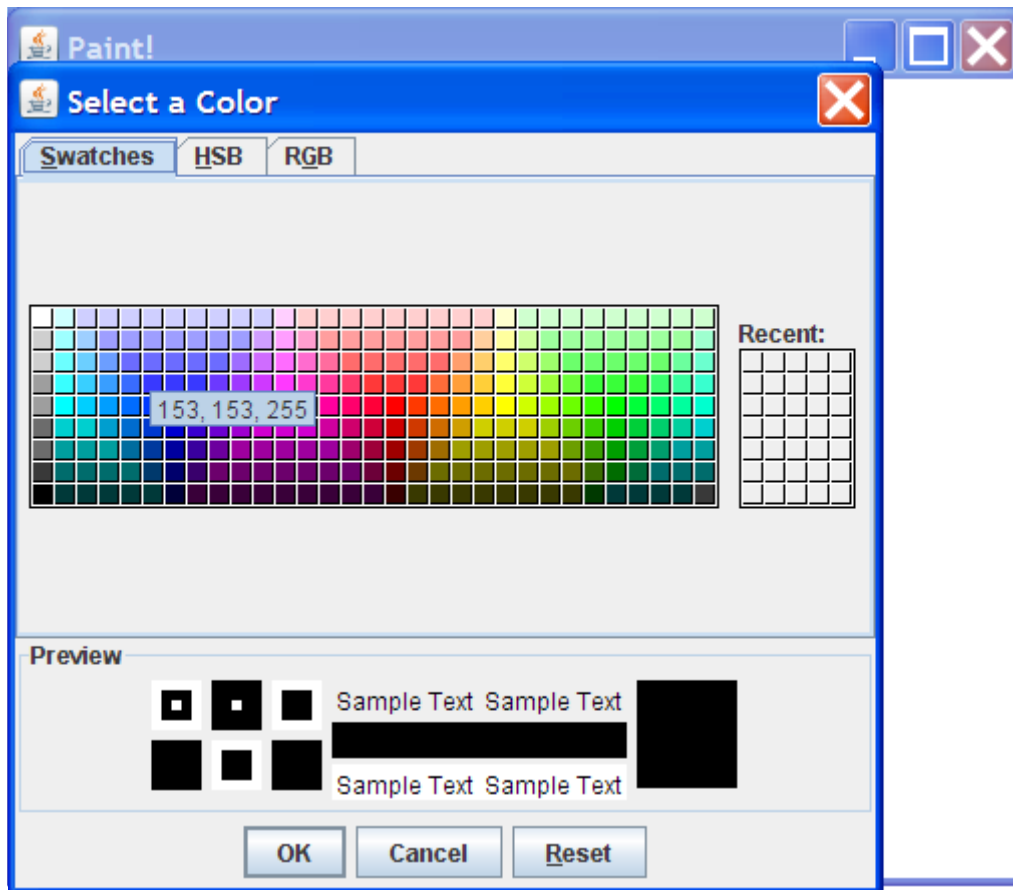 Paint!
Select a Color
Swatches HSB RGB
Recent:
153, 153, 255
Preview
Sample Text Sample Text
Sample Text Sample Text
OK Cancel Reset